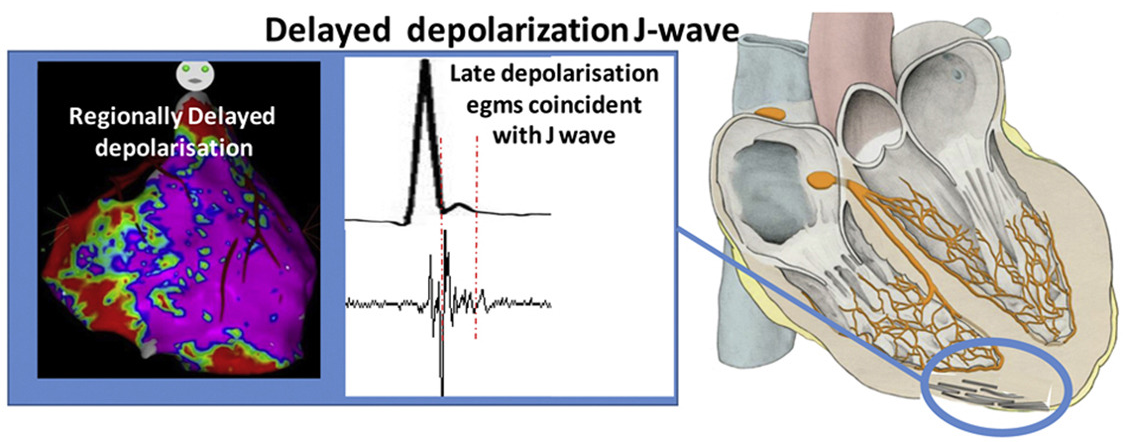 Delayed depolarization J-wave
Regionally Delayed
depolarisation
Late depolarisation
egms coincident
with J wave